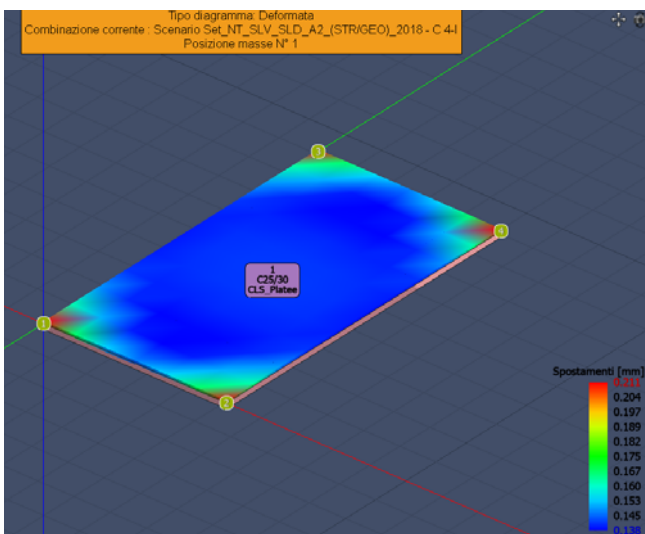 Tipo diagramma: Deformata
Combinazione corrente : Scenario Set_NT_SLV_SLD_A2_(STR/GEO)_2018 - C 4-I
Posizione masse N° 1
3
4
1
C25/30
CLS_Platee
1
2
Spostamenti [mm]
0.211
0.204
0.197
0.189
0.182
0.175
0.167
0.160
0.153
0.145
0.138